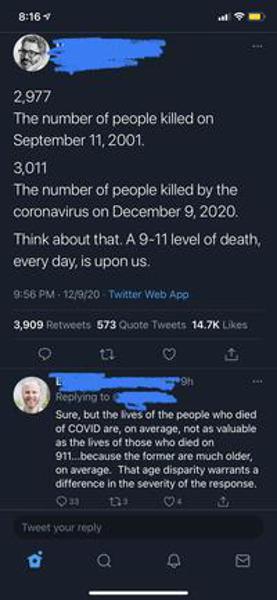 8:16
2,977
The number of people killed on
September 11, 2001.
3,011
The number of people killed by the
coronavirus on December 9, 2020.
Think about that. A 9-11 level of death,
every day, is upon us.
9:56 PM · 12/9/20 · Twitter Web App
3,909 Retweets 573 Quote Tweets 14.7K Likes
9h
Replying to
Sure, but the lives of the people who died
of COVID are, on average, not as valuable
as the lives of those who died on
911...because the former are much older,
on average. That age disparity warrants a
difference in the severity of the response.
33 3 4
Tweet your reply